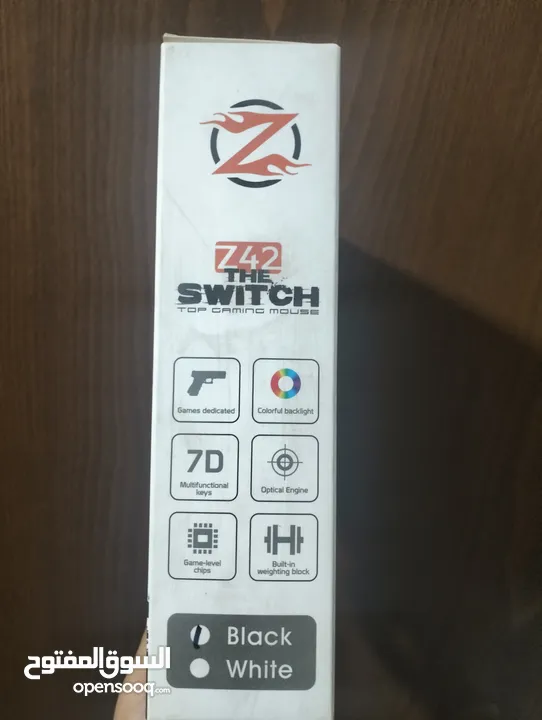 Z
Z42
THE
SWITCH
TOP GAMING MOUSE
Games dedicated
Colorful backlight
7D
Multifunctional
keys
Optical Engine
Game-level
chips
Built-in
weighting block
Black
White
السوق المفتوح
opensooq.com